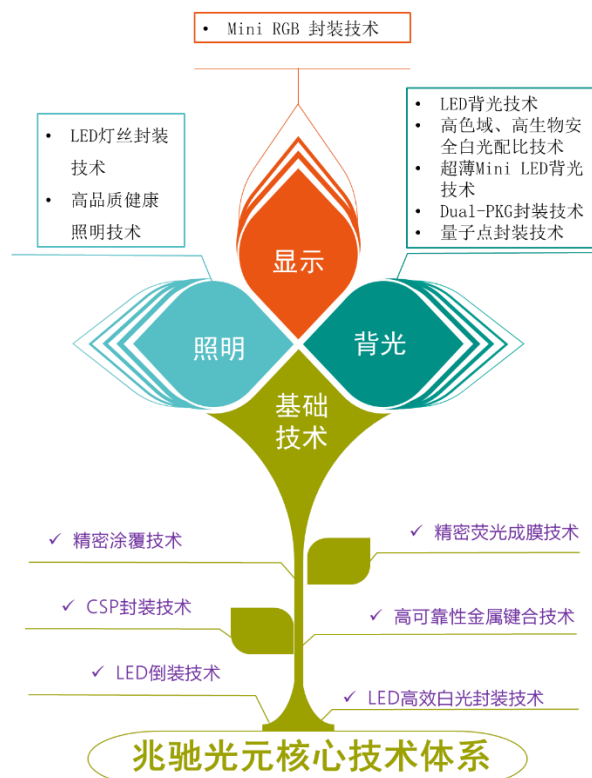 • Mini RGB 封装技术
• LED灯丝封装
技术
• 高品质健康
照明技术
• LED背光技术
• 高色域、高生物安
全白光配比技术
• 超薄Mini LED背光
技术
• Dual-PKG封装技术
• 量子点封装技术
显示
照明
背光
基础
技术
✓ 精密涂覆技术
✓ 精密荧光成膜技术
✓ CSP封装技术
✓ 高可靠性金属键合技术
✓ LED倒装技术
✓ LED高效白光封装技术
兆驰光元核心技术体系